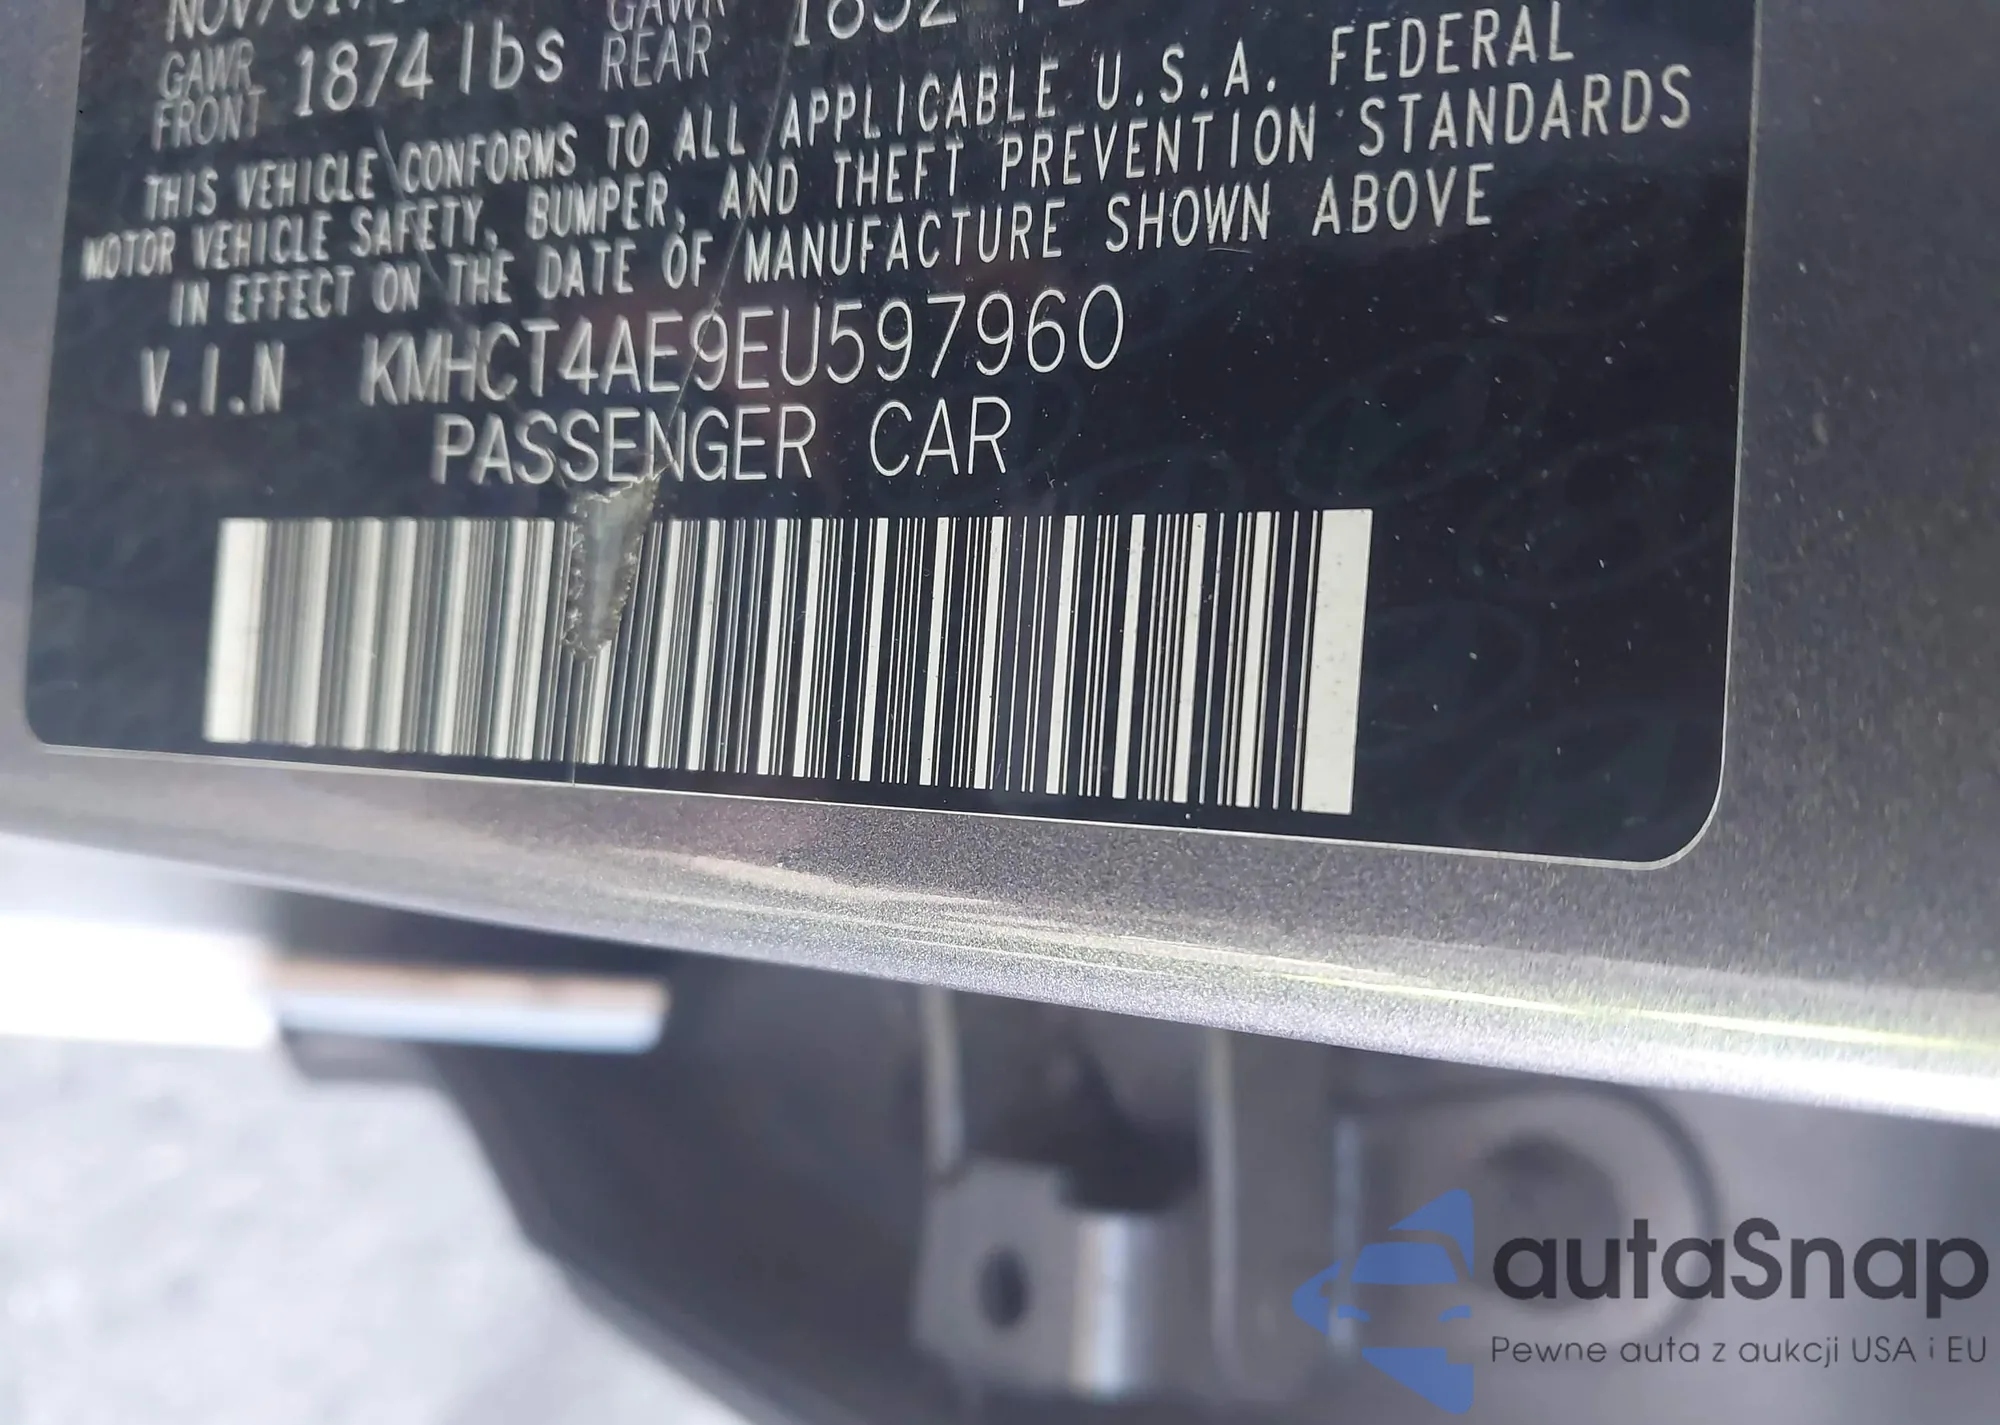 GAWR FRONT 1874 lbs GAWR REAR
THIS VEHICLE CONFORMS TO ALL APPLICABLE U.S.A. FEDERAL
MOTOR VEHICLE SAFETY, BUMPER, AND THEFT PREVENTION STANDARDS
IN EFFECT ON THE DATE OF MANUFACTURE SHOWN ABOVE
V.I.N KMHCT4AE9EU597960
PASSENGER CAR
autaSnap
Pewne auta z aukcji USA i EU